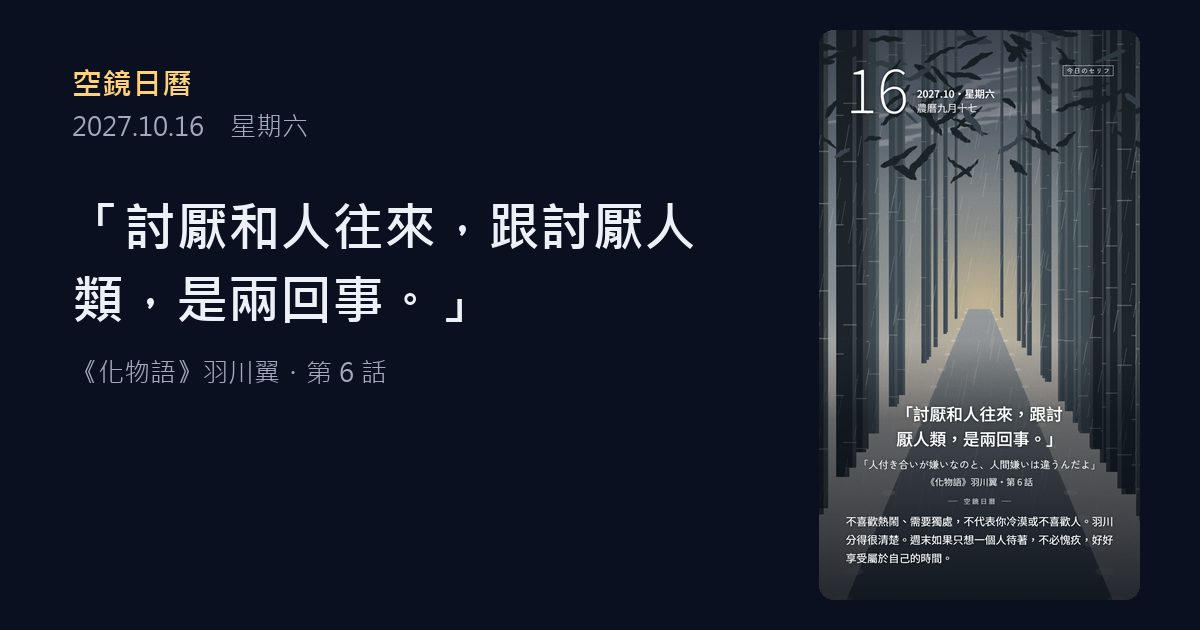 空鏡日曆
2027.10.16 星期六
「討厭和人往來，跟討厭人
類，是兩回事。」
《化物語》羽川翼．第 6 話
16
2027.10・星期六
農曆九月十七
今日のセリフ
「討厭和人往來，跟討
厭人類，是兩回事。」
「人付き合いが嫌いなのと、人間嫌いは違うんだよ」
《化物語》羽川翼・第６話
— 空鏡日曆 —
不喜歡熱鬧、需要獨處，不代表你冷漠或不喜歡人。羽川
分得很清楚。週末如果只想一個人待著，不必愧疚，好好
享受屬於自己的時間。